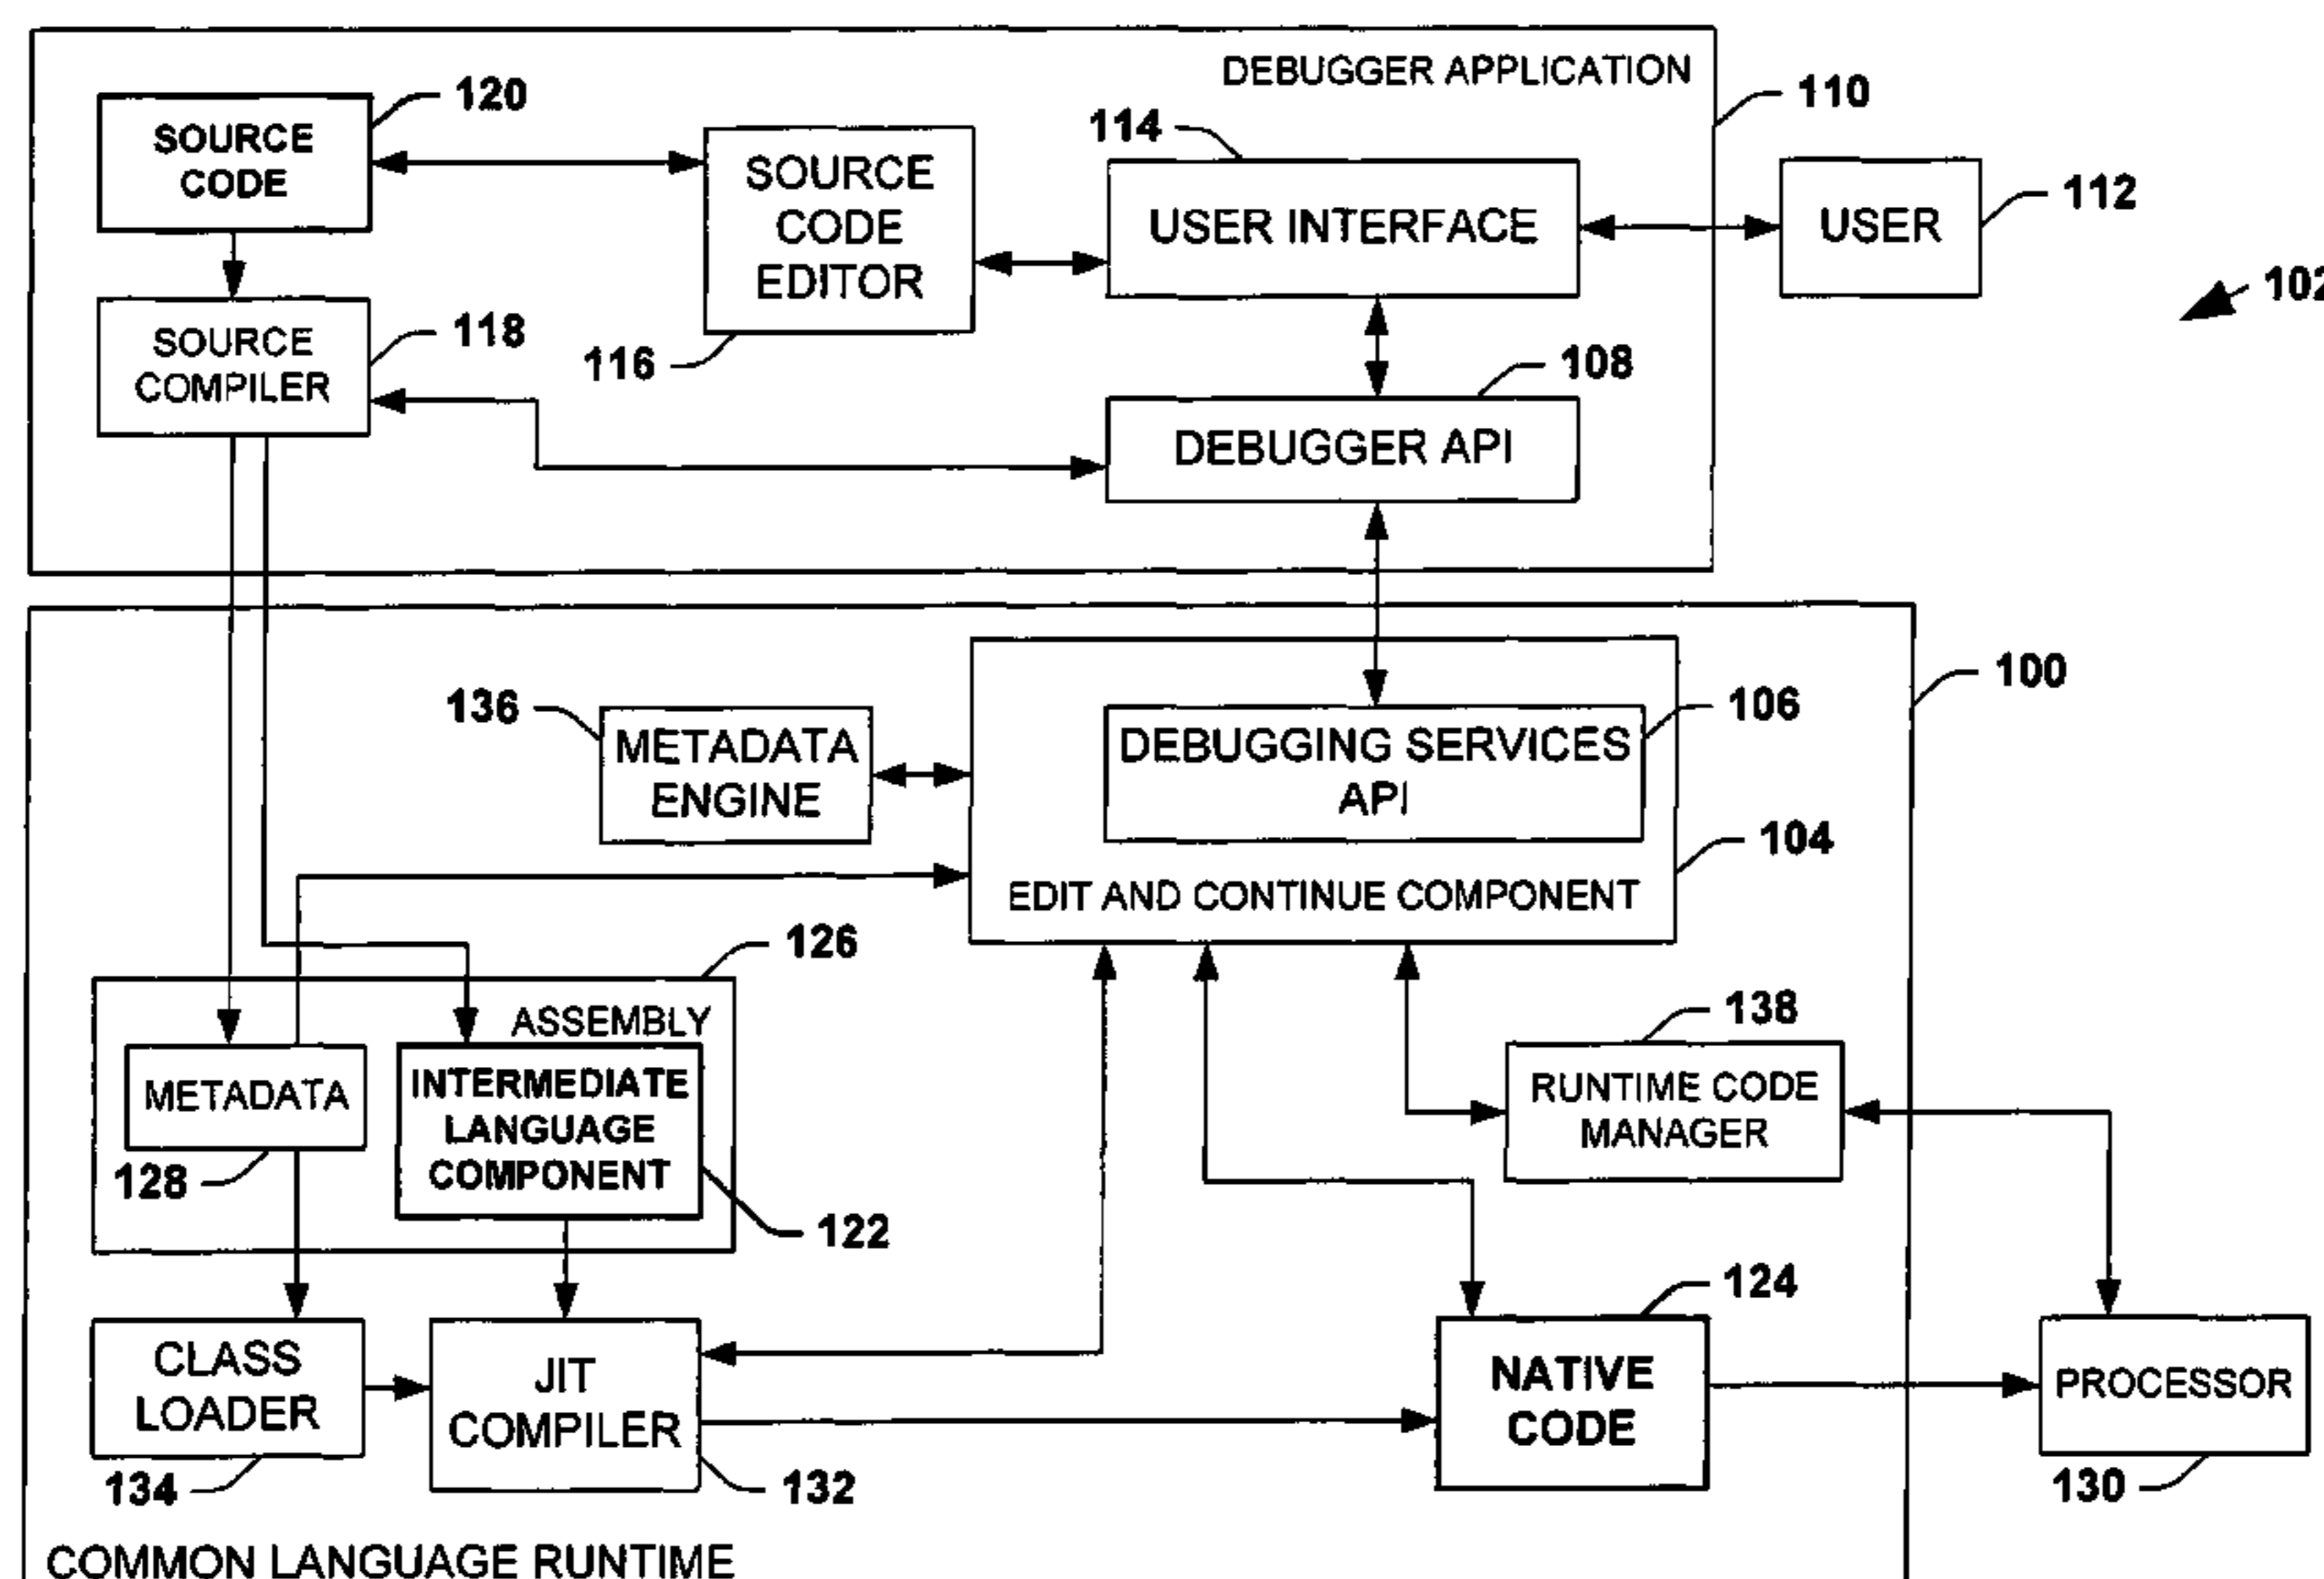 DEBUGGER APPLICATION
110
120
SOURCE
CODE
114
SOURCE
CODE
EDITOR
116
USER INTERFACE
USER
112
102
SOURCE
COMPILER
118
108
DEBUGGER API
100
136
METADATA
ENGINE
106
DEBUGGING SERVICES
API
104
EDIT AND CONTINUE COMPONENT
126
ASSEMBLY
METADATA
128
INTERMEDIATE
LANGUAGE
COMPONENT
122
138
RUNTIME CODE
MANAGER
124
CLASS
LOADER
134
JIT
COMPILER
132
NATIVE
CODE
PROCESSOR
130
COMMON LANGUAGE RUNTIME